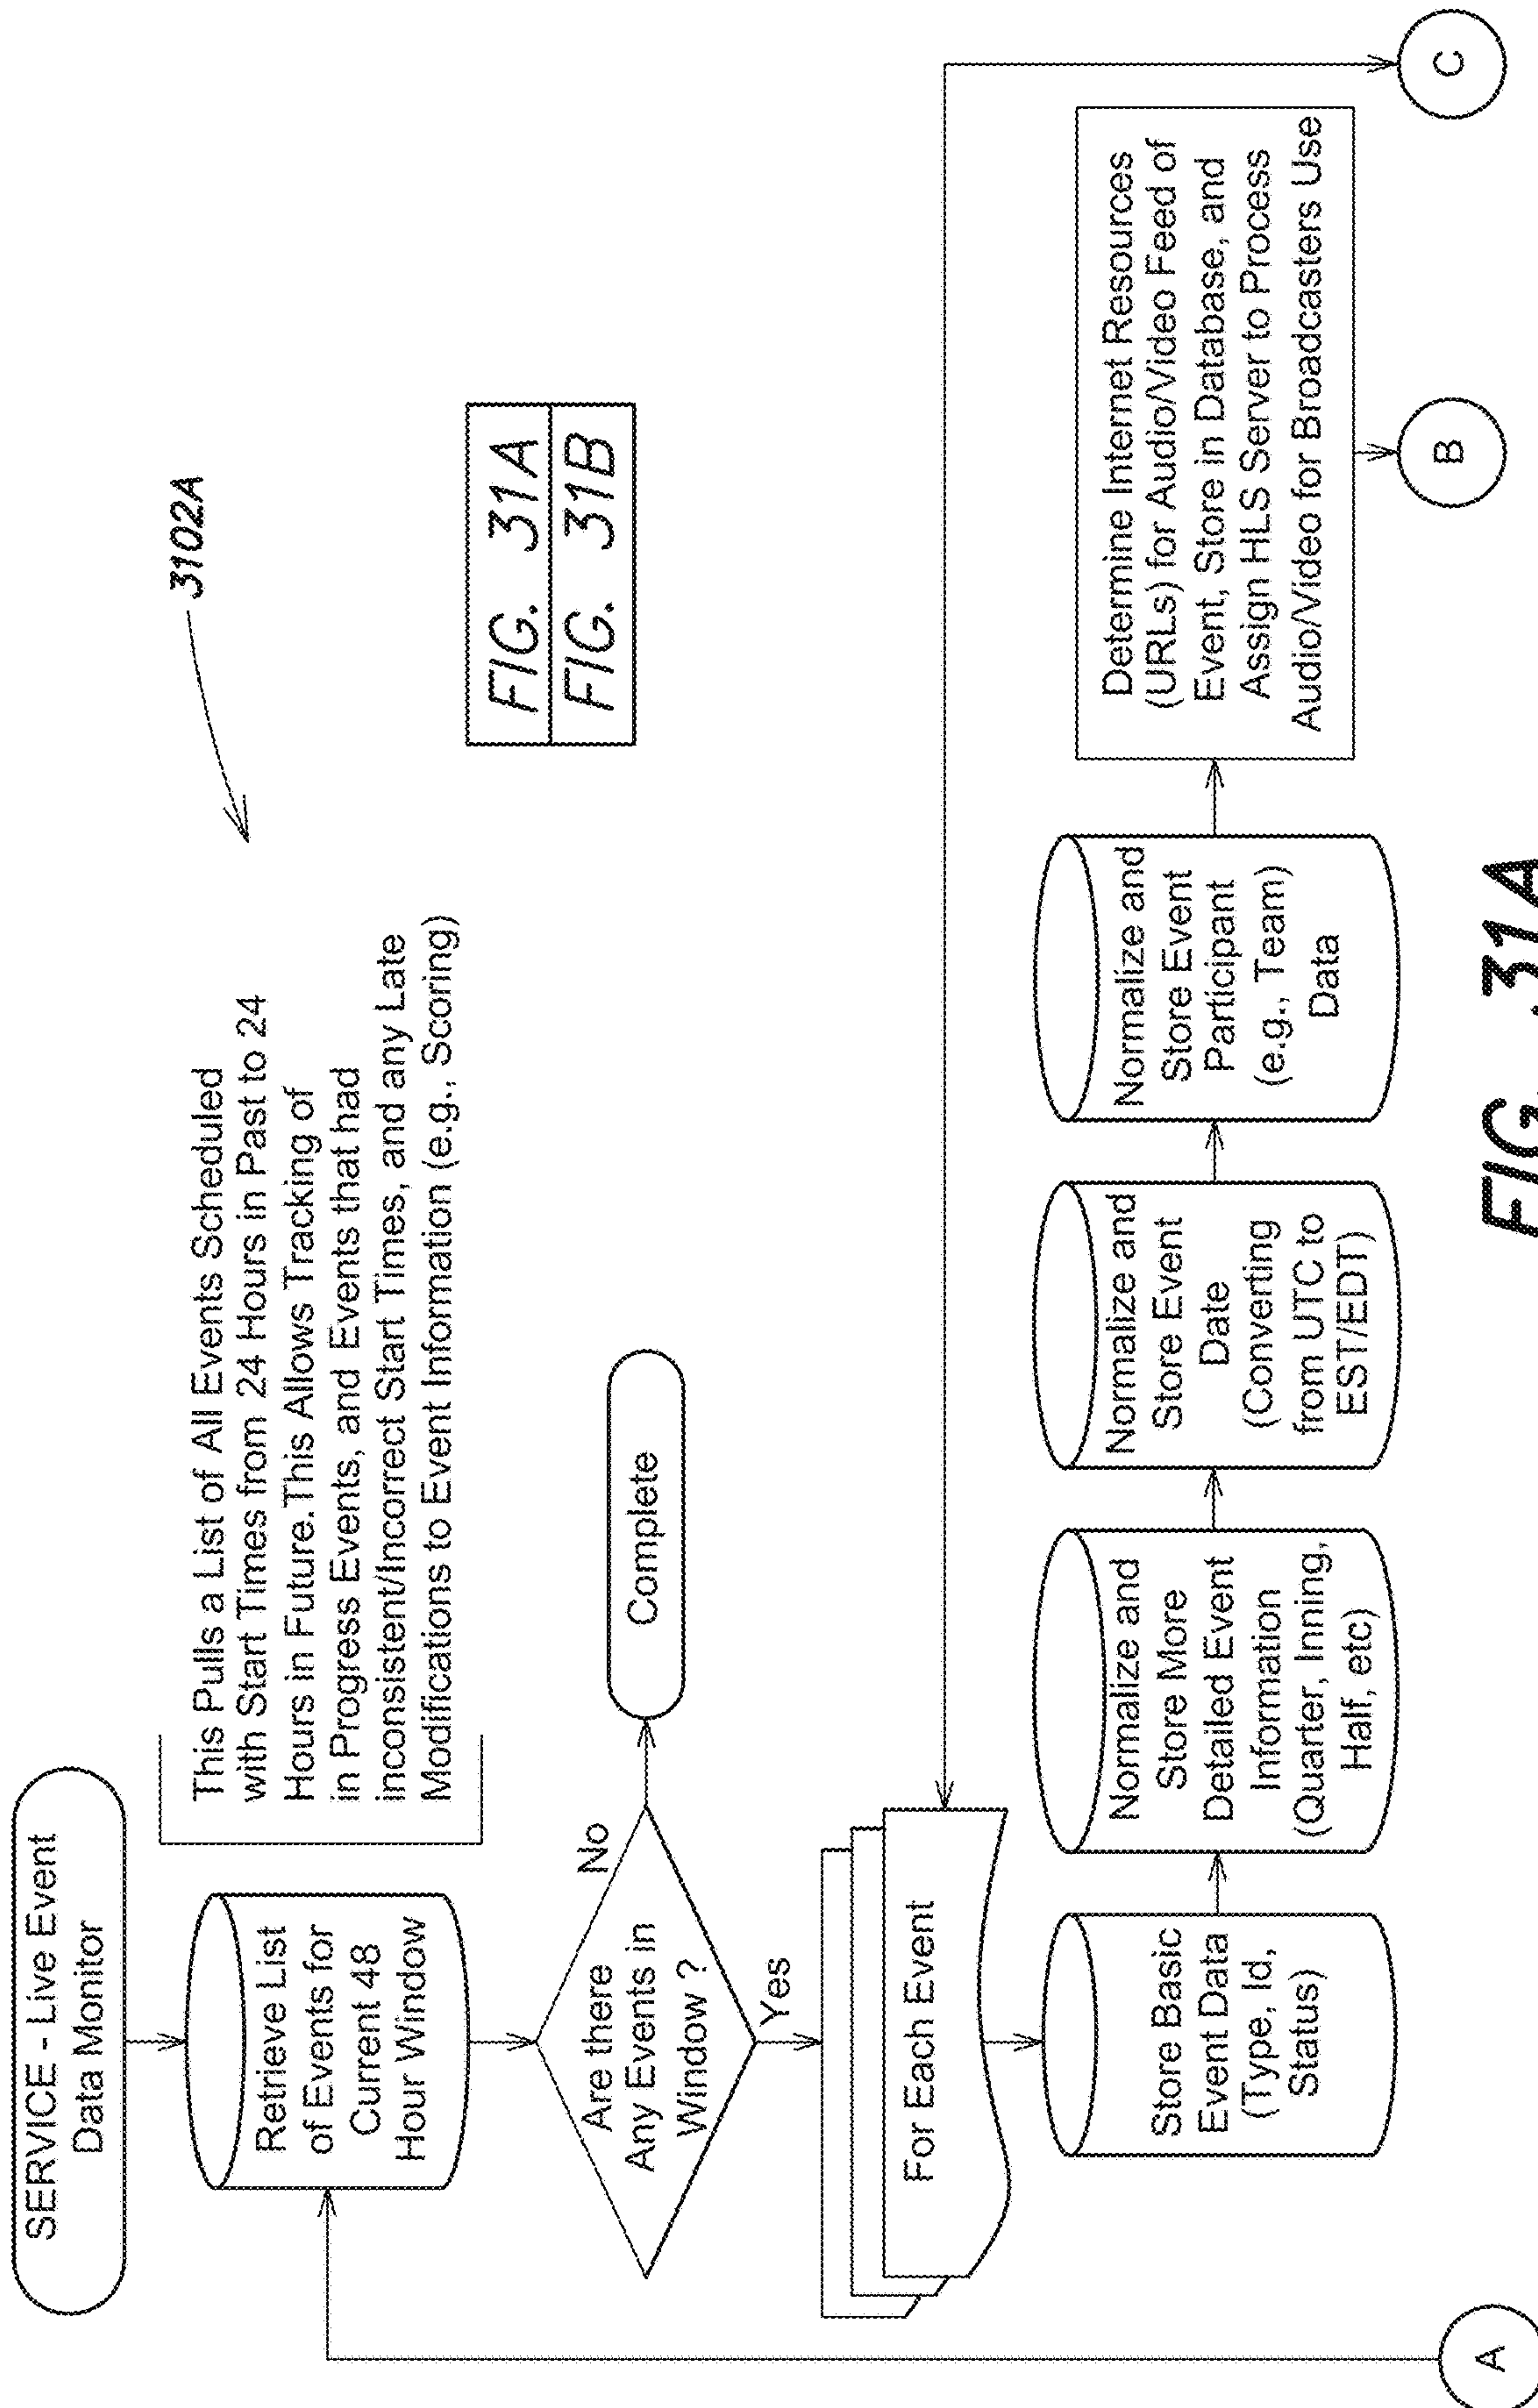 SERVICE - Live Event
Data Monitor
3102A
This Pulls a List of All Events Scheduled
with Start Times from 24 Hours in Past to 24
Hours in Future.This Allows Tracking of
in Progress Events, and Events that had
inconsistent/Incorrect Start Times, and any Late
Modifications to Event Information (e.g., Scoring)
Retrieve List
of Events for
Current 48
Hour Window
FIG. 31A
FIG. 31B
Are there
Any Events in
Window ?
No
Complete
Yes
For Each Event
Store Basic
Event Data
(Type, Id,
Status)
Normalize and
Store More
Detailed Event
Information
(Quarter, Inning,
Half, etc)
Normalize and
Store Event
Date
(Converting
from UTC to
EST/EDT)
Normalize and
Store Event
Participant
(e.g., Team)
Data
Determine Internet Resources
(URLs) for Audio/Video Feed of
Event, Store in Database, and
Assign HLS Server to Process
Audio/Video for Broadcasters Use
A
B
C
FIG. 31A